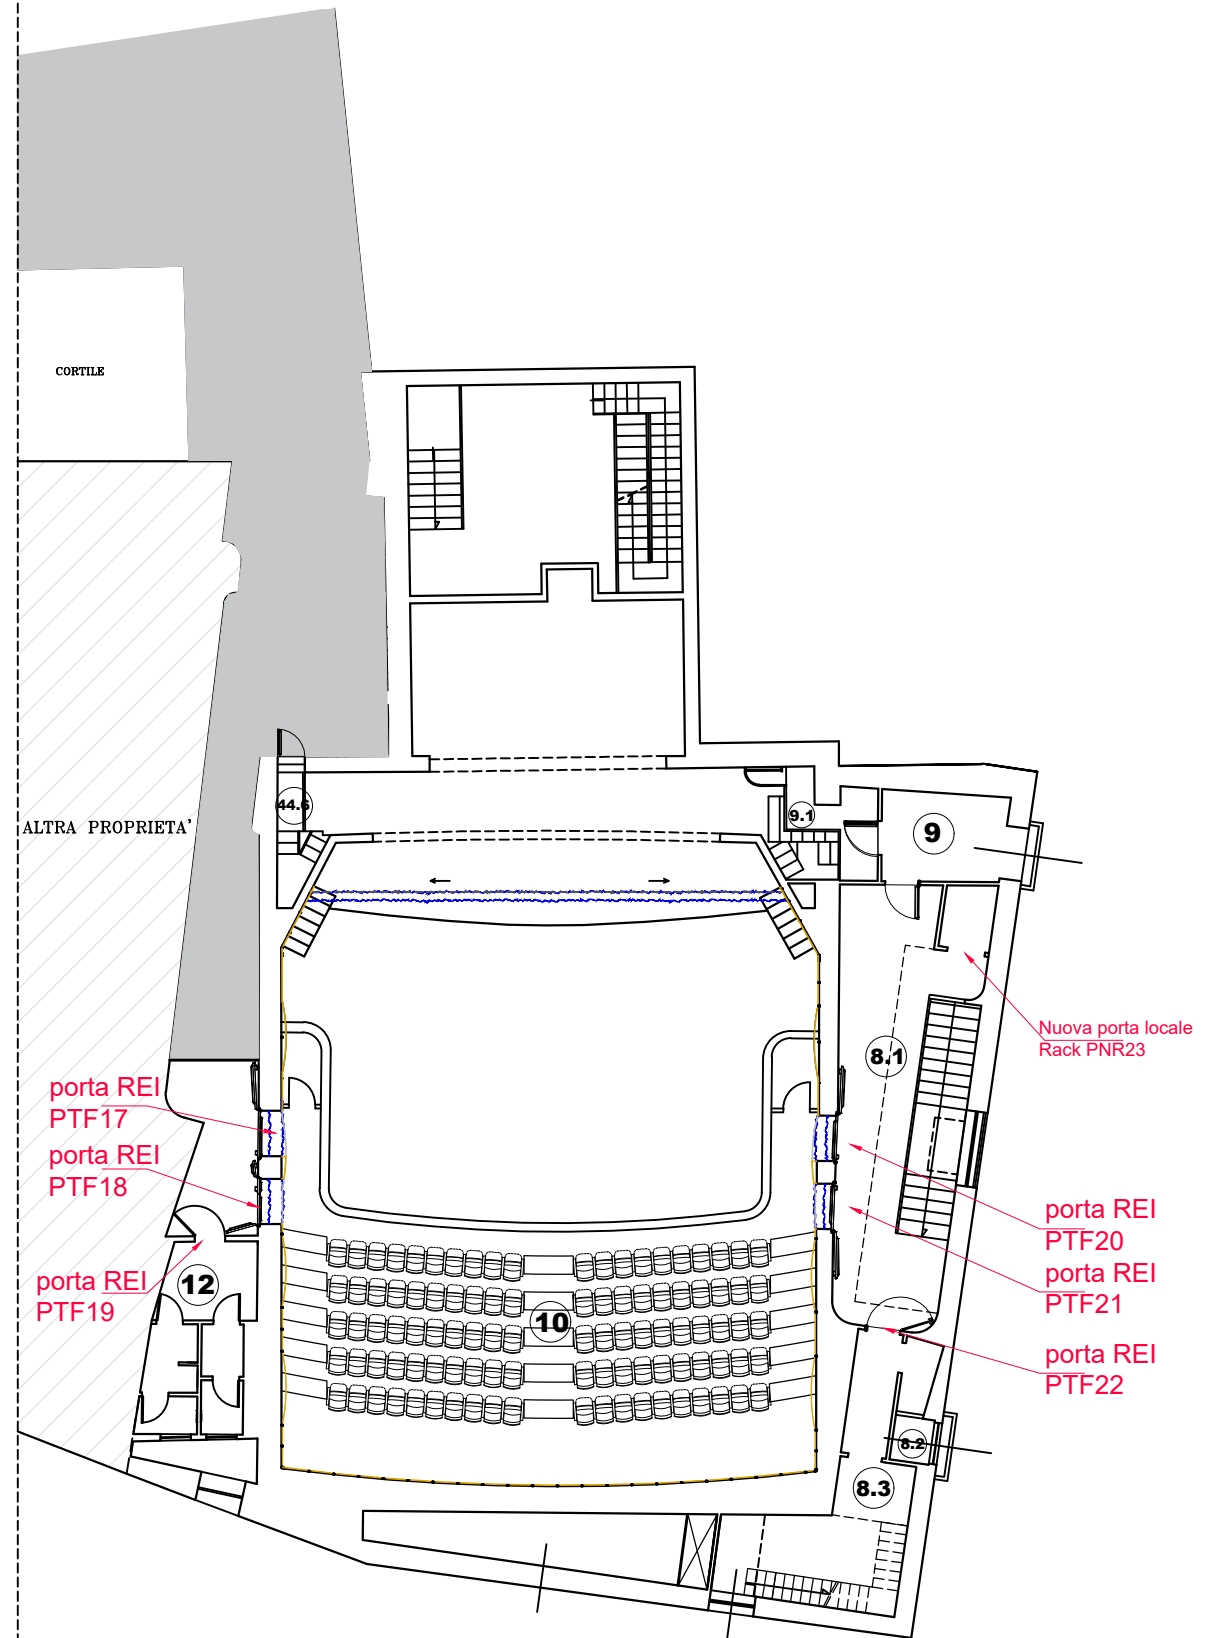 CORTILE
44.6
9.1
9
ALTRA PROPRIETA'
Nuova porta locale
Rack PNR23
8.1
porta REI
PTF17
porta REI
PTF18
porta REI
PTF19
12
10
porta REI
PTF20
porta REI
PTF21
porta REI
PTF22
8.2
8.3